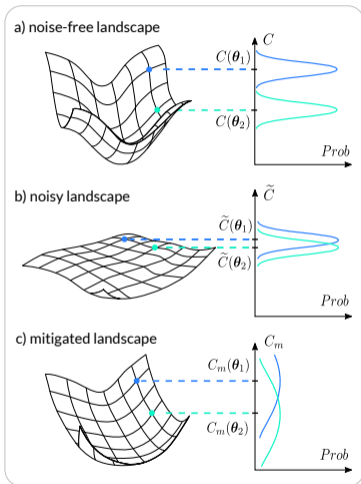 a) noise-free landscape
C
C(θ₁)
C(θ₂)
Prob
b) noisy landscape
C̃
C̃(θ₁)
C̃(θ₂)
Prob
c) mitigated landscape
Cₘ
Cₘ(θ₁)
Cₘ(θ₂)
Prob